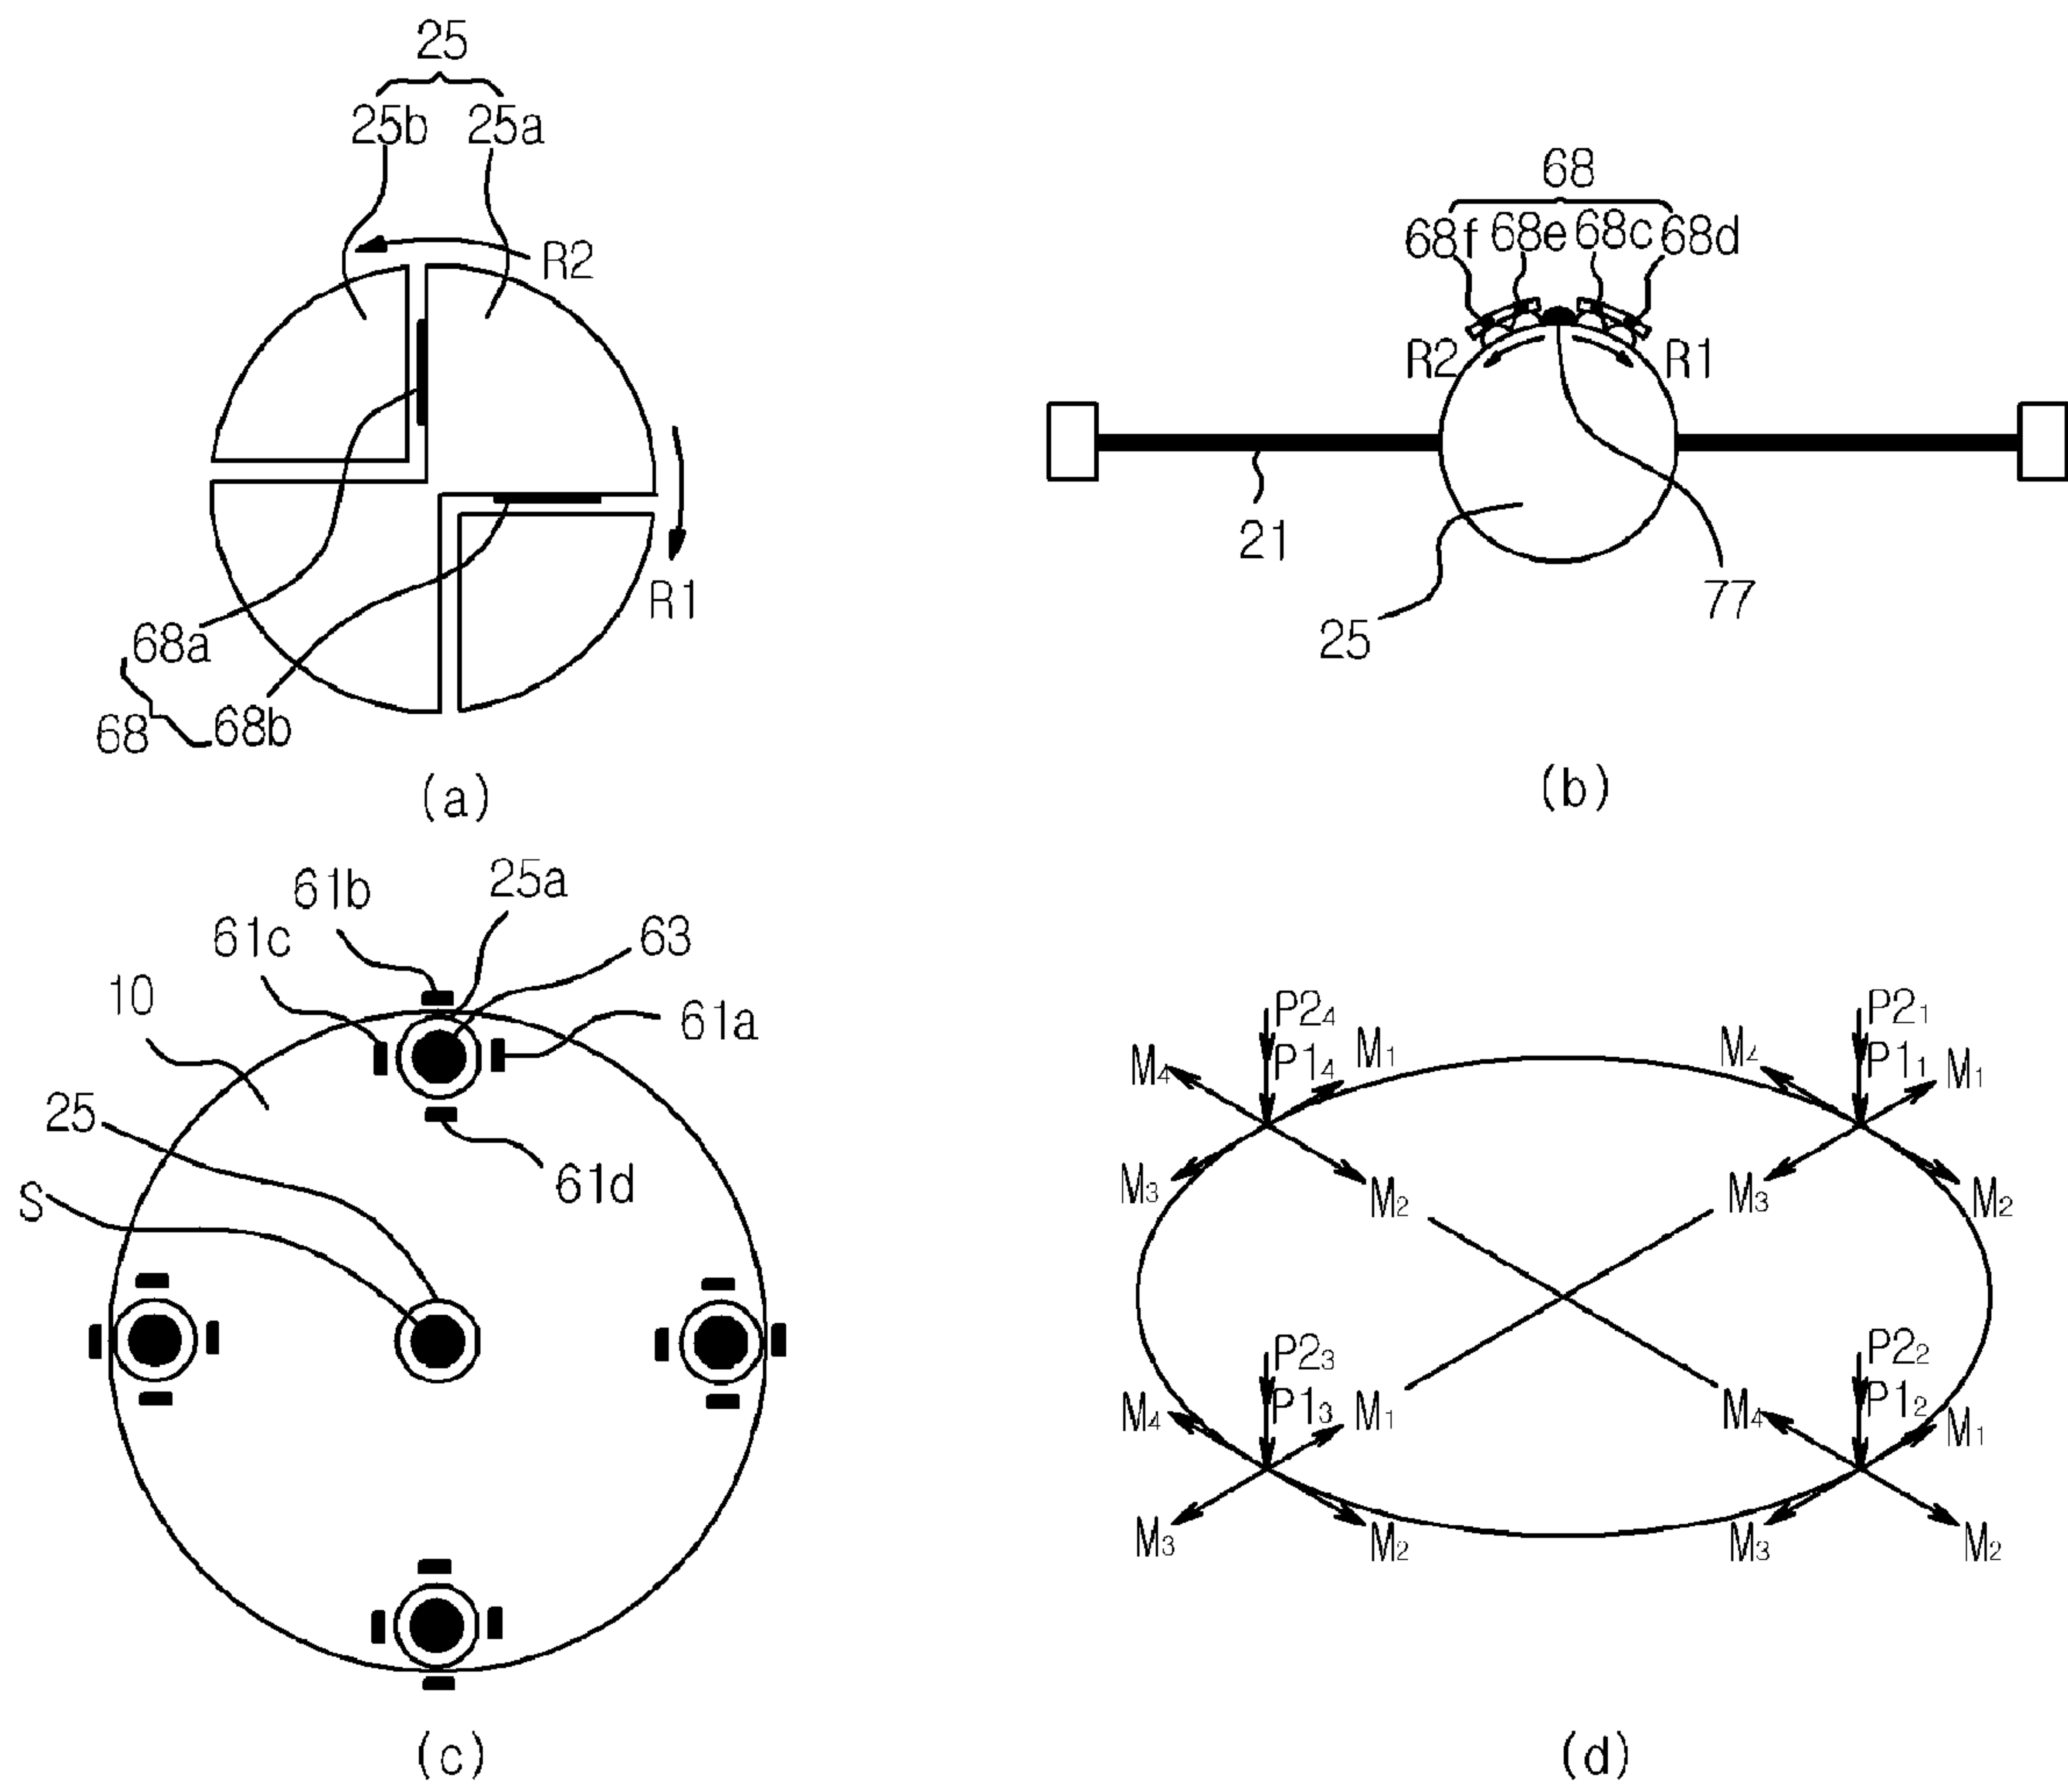 25
25b 25a
R2
R1
68a
68b
68
(a)
68
68f 68e 68c 68d
R2 R1
21
25
77
(b)
61b 25a
61c 63
10 61a
25
61d
S
(c)
P2₄ P2₁
M₄ P1₄ M₁ M₄ P1₁ M₁
M₃ M₂ M₃ M₂
P2₃ P2₂
M₄ P1₃ M₁ M₄ P1₂ M₁
M₃ M₂ M₃ M₂
(d)